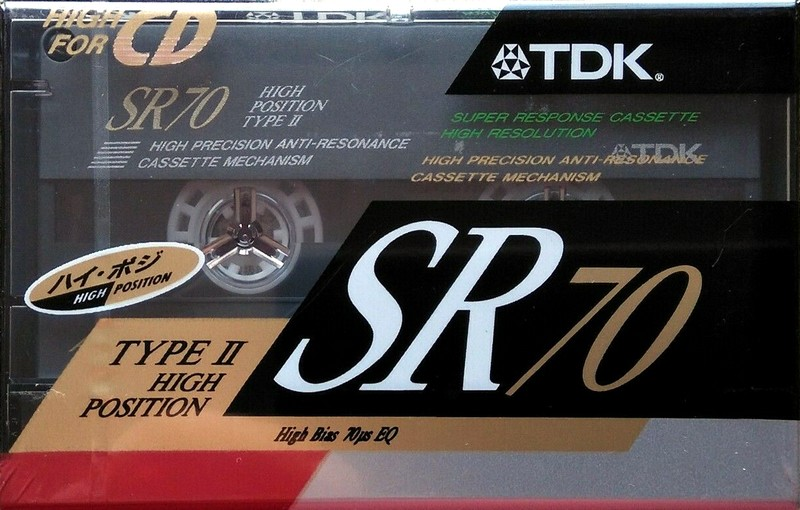 HIGH
FOR CD
TDK
TDK®
SR70
HIGH
POSITION
TYPE II
SUPER RESPONSE CASSETTE
HIGH RESOLUTION
HIGH PRECISION ANTI-RESONANCE
CASSETTE MECHANISM
TDK
HIGH PRECISION ANTI-RESONANCE
CASSETTE MECHANISM
ハイ・ポジ
HIGH POSITION
SR70
TYPE II
HIGH
POSITION
High Bias 70μs EQ